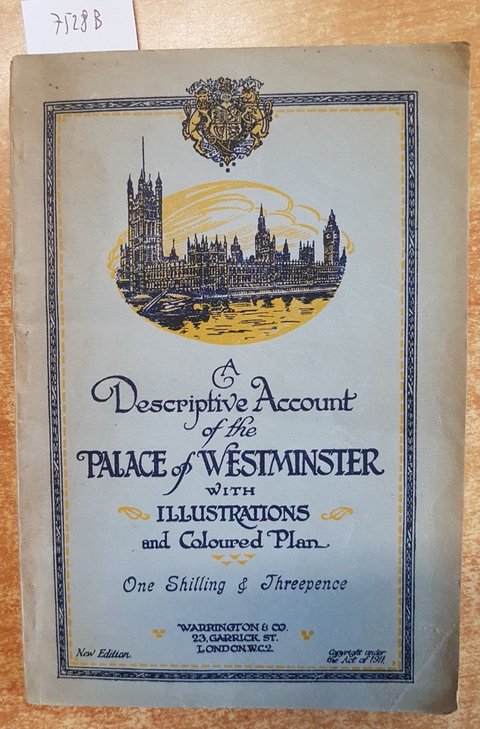 7528B
A
Descriptive Account
of the
PALACE of WESTMINSTER
WITH
ILLUSTRATIONS
and Coloured Plan
One Shilling & Threepence
WARRINGTON & CO.
23, GARRICK ST.
LONDON. W.C.2.
New Edition.
Copyright under
the Act of 1911.